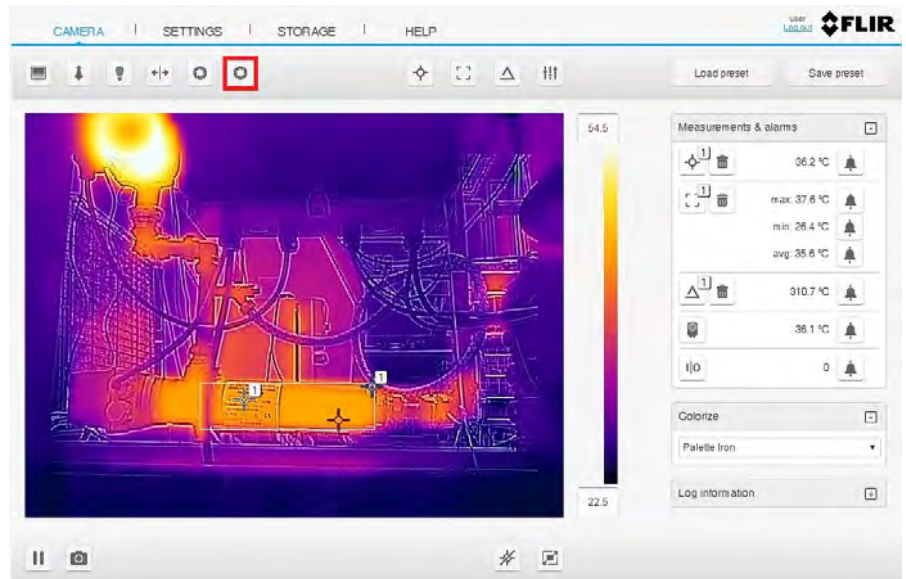 CAMERA SETTINGS STORAGE HELP
user
Log out
FLIR
Load preset Save preset
54.5
22.5
Measurements & alarms
1 36.2 °C
1 max: 37.6 °C
min: 26.4 °C
avg: 35.6 °C
1 310.7 °C
36.1 °C
I|O 0
Colorize
Palette Iron
Log information
1
1